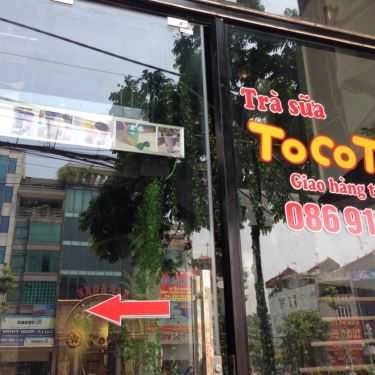 Trà sữa
ToCoT
Giao hàng t
086 91